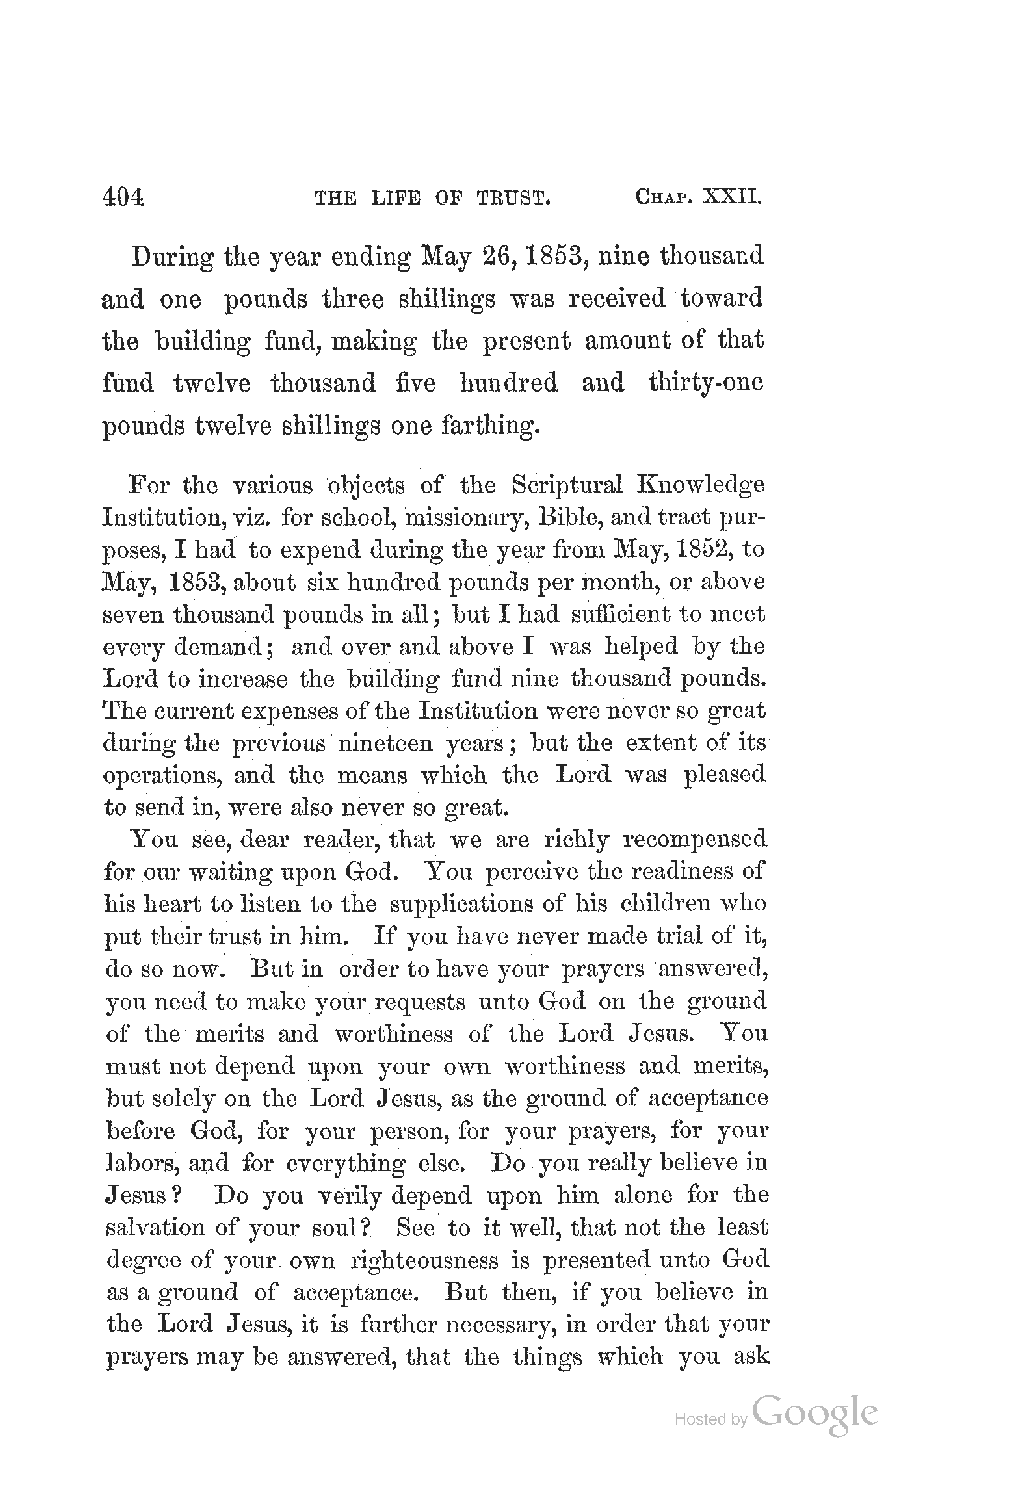 404 THE LIFE OF TRUST. CHAP. XXII.
During the year ending May 26, 1853, nine thousand
and one pounds three shillings was received toward
the building fund, making the present amount of that
fund twelve thousand five hundred and thirty-one
pounds twelve shillings one farthing.
For the various objects of the Scriptural Knowledge
Institution, viz. for school, missionary, Bible, and tract pur-
poses, I had to expend during the year from May, 1852, to
May, 1853, about six hundred pounds per month, or above
seven thousand pounds in all; but I had sufficient to meet
every demand; and over and above I was helped by the
Lord to increase the building fund nine thousand pounds.
The current expenses of the Institution were never so great
during the previous nineteen years; but the extent of its
operations, and the means which the Lord was pleased
to send in, were also never so great.
You see, dear reader, that we are richly recompensed
for our waiting upon God. You perceive the readiness of
his heart to listen to the supplications of his children who
put their trust in him. If you have never made trial of it,
do so now. But in order to have your prayers answered,
you need to make your requests unto God on the ground
of the merits and worthiness of the Lord Jesus. You
must not depend upon your own worthiness and merits,
but solely on the Lord Jesus, as the ground of acceptance
before God, for your person, for your prayers, for your
labors, and for everything else. Do you really believe in
Jesus? Do you verily depend upon him alone for the
salvation of your soul? See to it well, that not the least
degree of your own righteousness is presented unto God
as a ground of acceptance. But then, if you believe in
the Lord Jesus, it is further necessary, in order that your
prayers may be answered, that the things which you ask
Hosted by Google